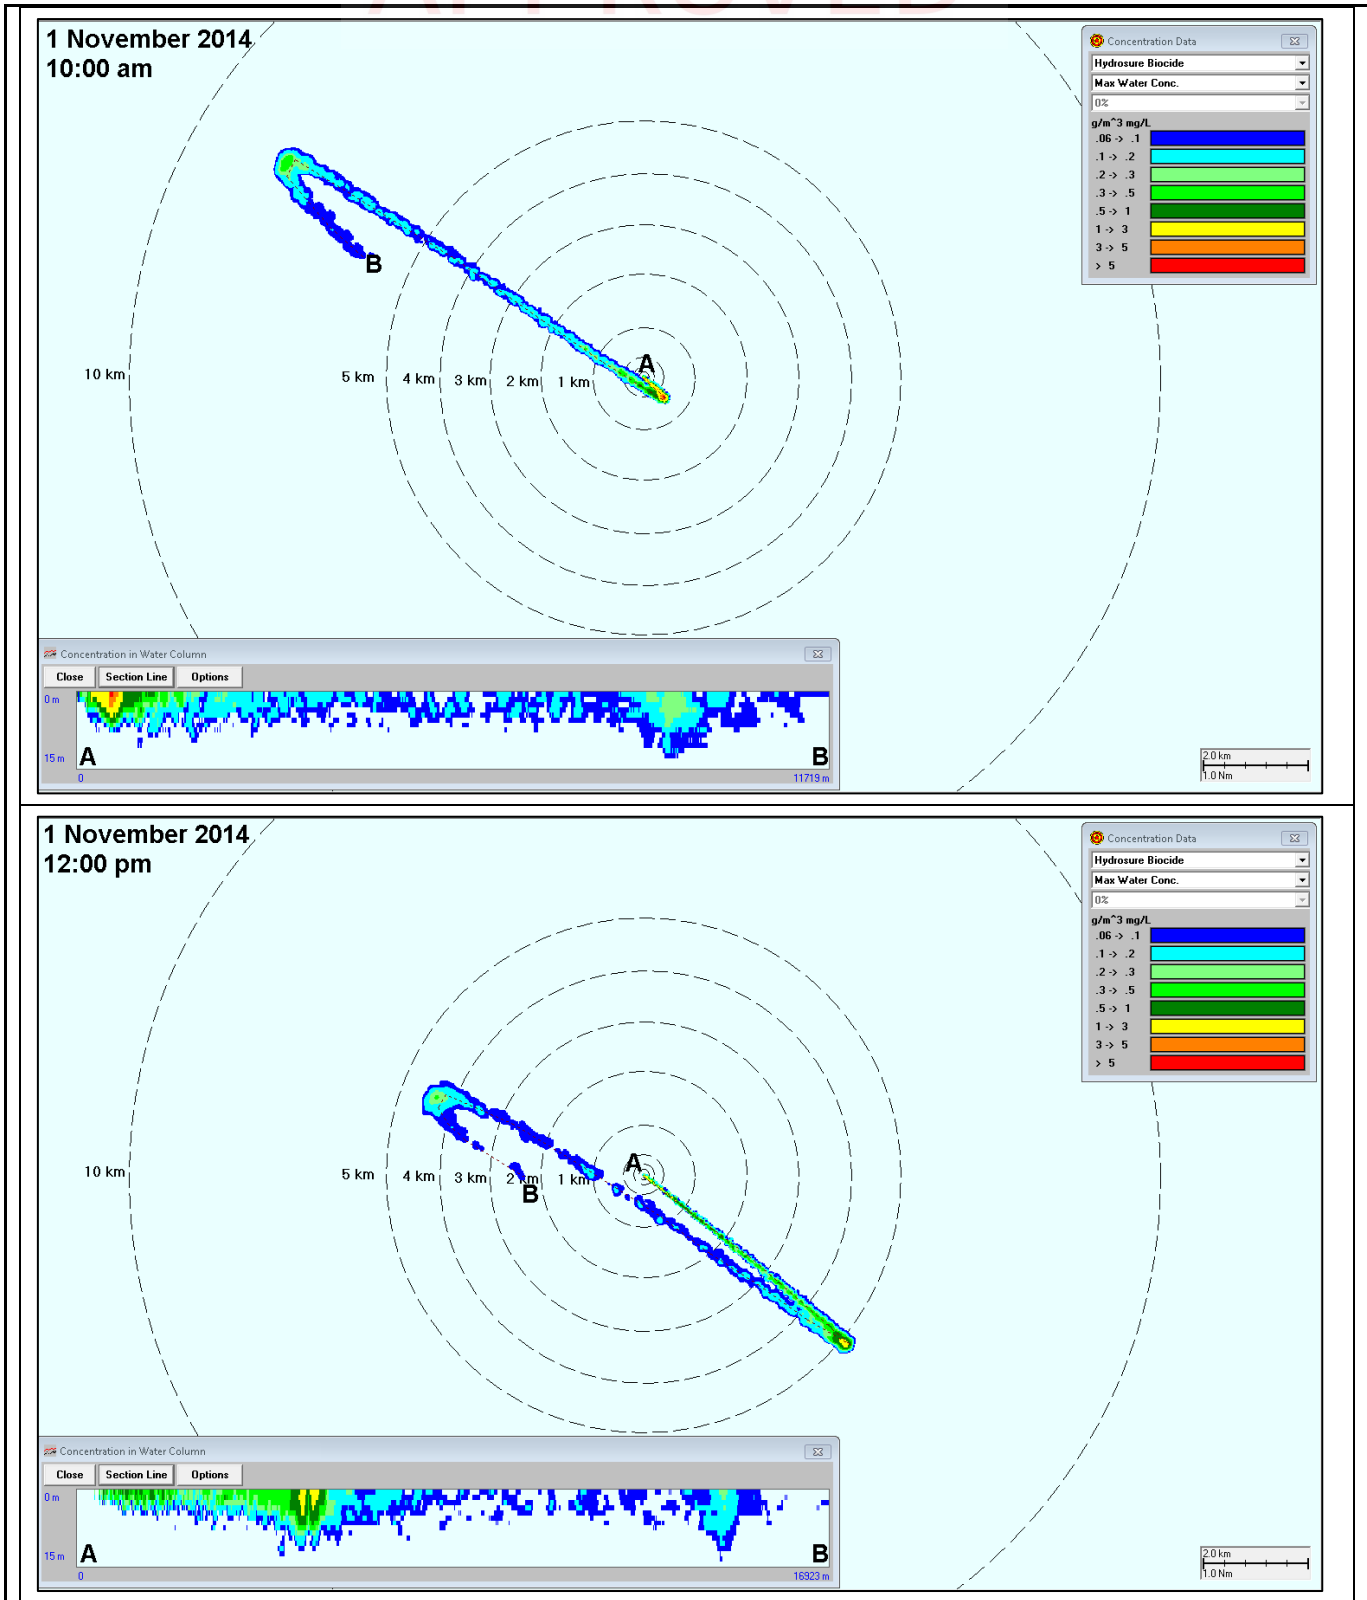 APPROVED
1 November 2014
10:00 am
Concentration Data
Hydrosure Biocide
Max Water Conc.
0%
g/m^3 mg/L
.06 -> .1
.1 -> .2
.2 -> .3
.3 -> .5
.5 -> 1
1 -> 3
3 -> 5
> 5
B
A
10 km
5 km
4 km
3 km
2 km
1 km
Concentration in Water Column
Close
Section Line
Options
0 m
15 m
A
B
0
11719 m
2.0 km
1.0 Nm
1 November 2014
12:00 pm
Concentration Data
Hydrosure Biocide
Max Water Conc.
0%
g/m^3 mg/L
.06 -> .1
.1 -> .2
.2 -> .3
.3 -> .5
.5 -> 1
1 -> 3
3 -> 5
> 5
A
10 km
5 km
4 km
3 km
2 km
1 km
B
Concentration in Water Column
Close
Section Line
Options
0 m
15 m
A
B
0
16923 m
2.0 km
1.0 Nm